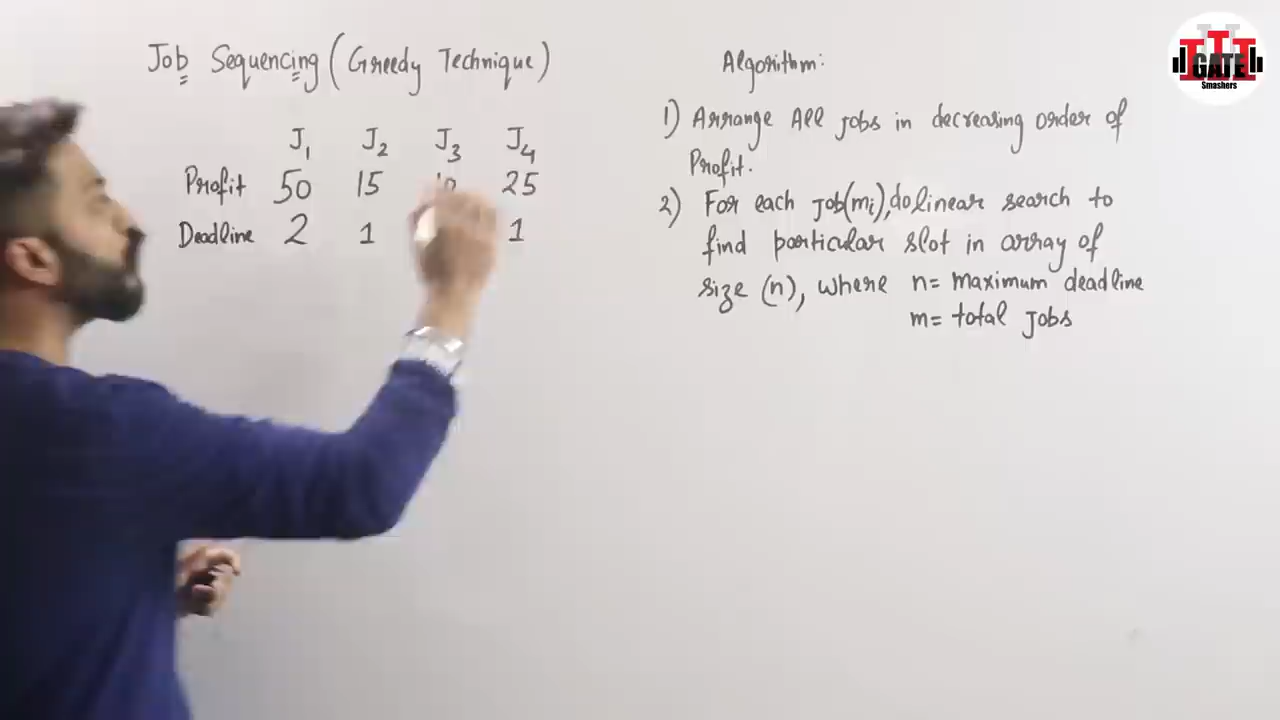 Job Sequencing (Greedy Technique)
J1 J2 J3 J4
Profit 50 15 25
Deadline 2 1 1
Algorithm:
1) Arrange All jobs in decreasing order of
Profit.
2) For each job(mi), do linear search to
find particular slot in array of
size (n), where n= maximum deadline
m= total jobs
GATE
Smashers